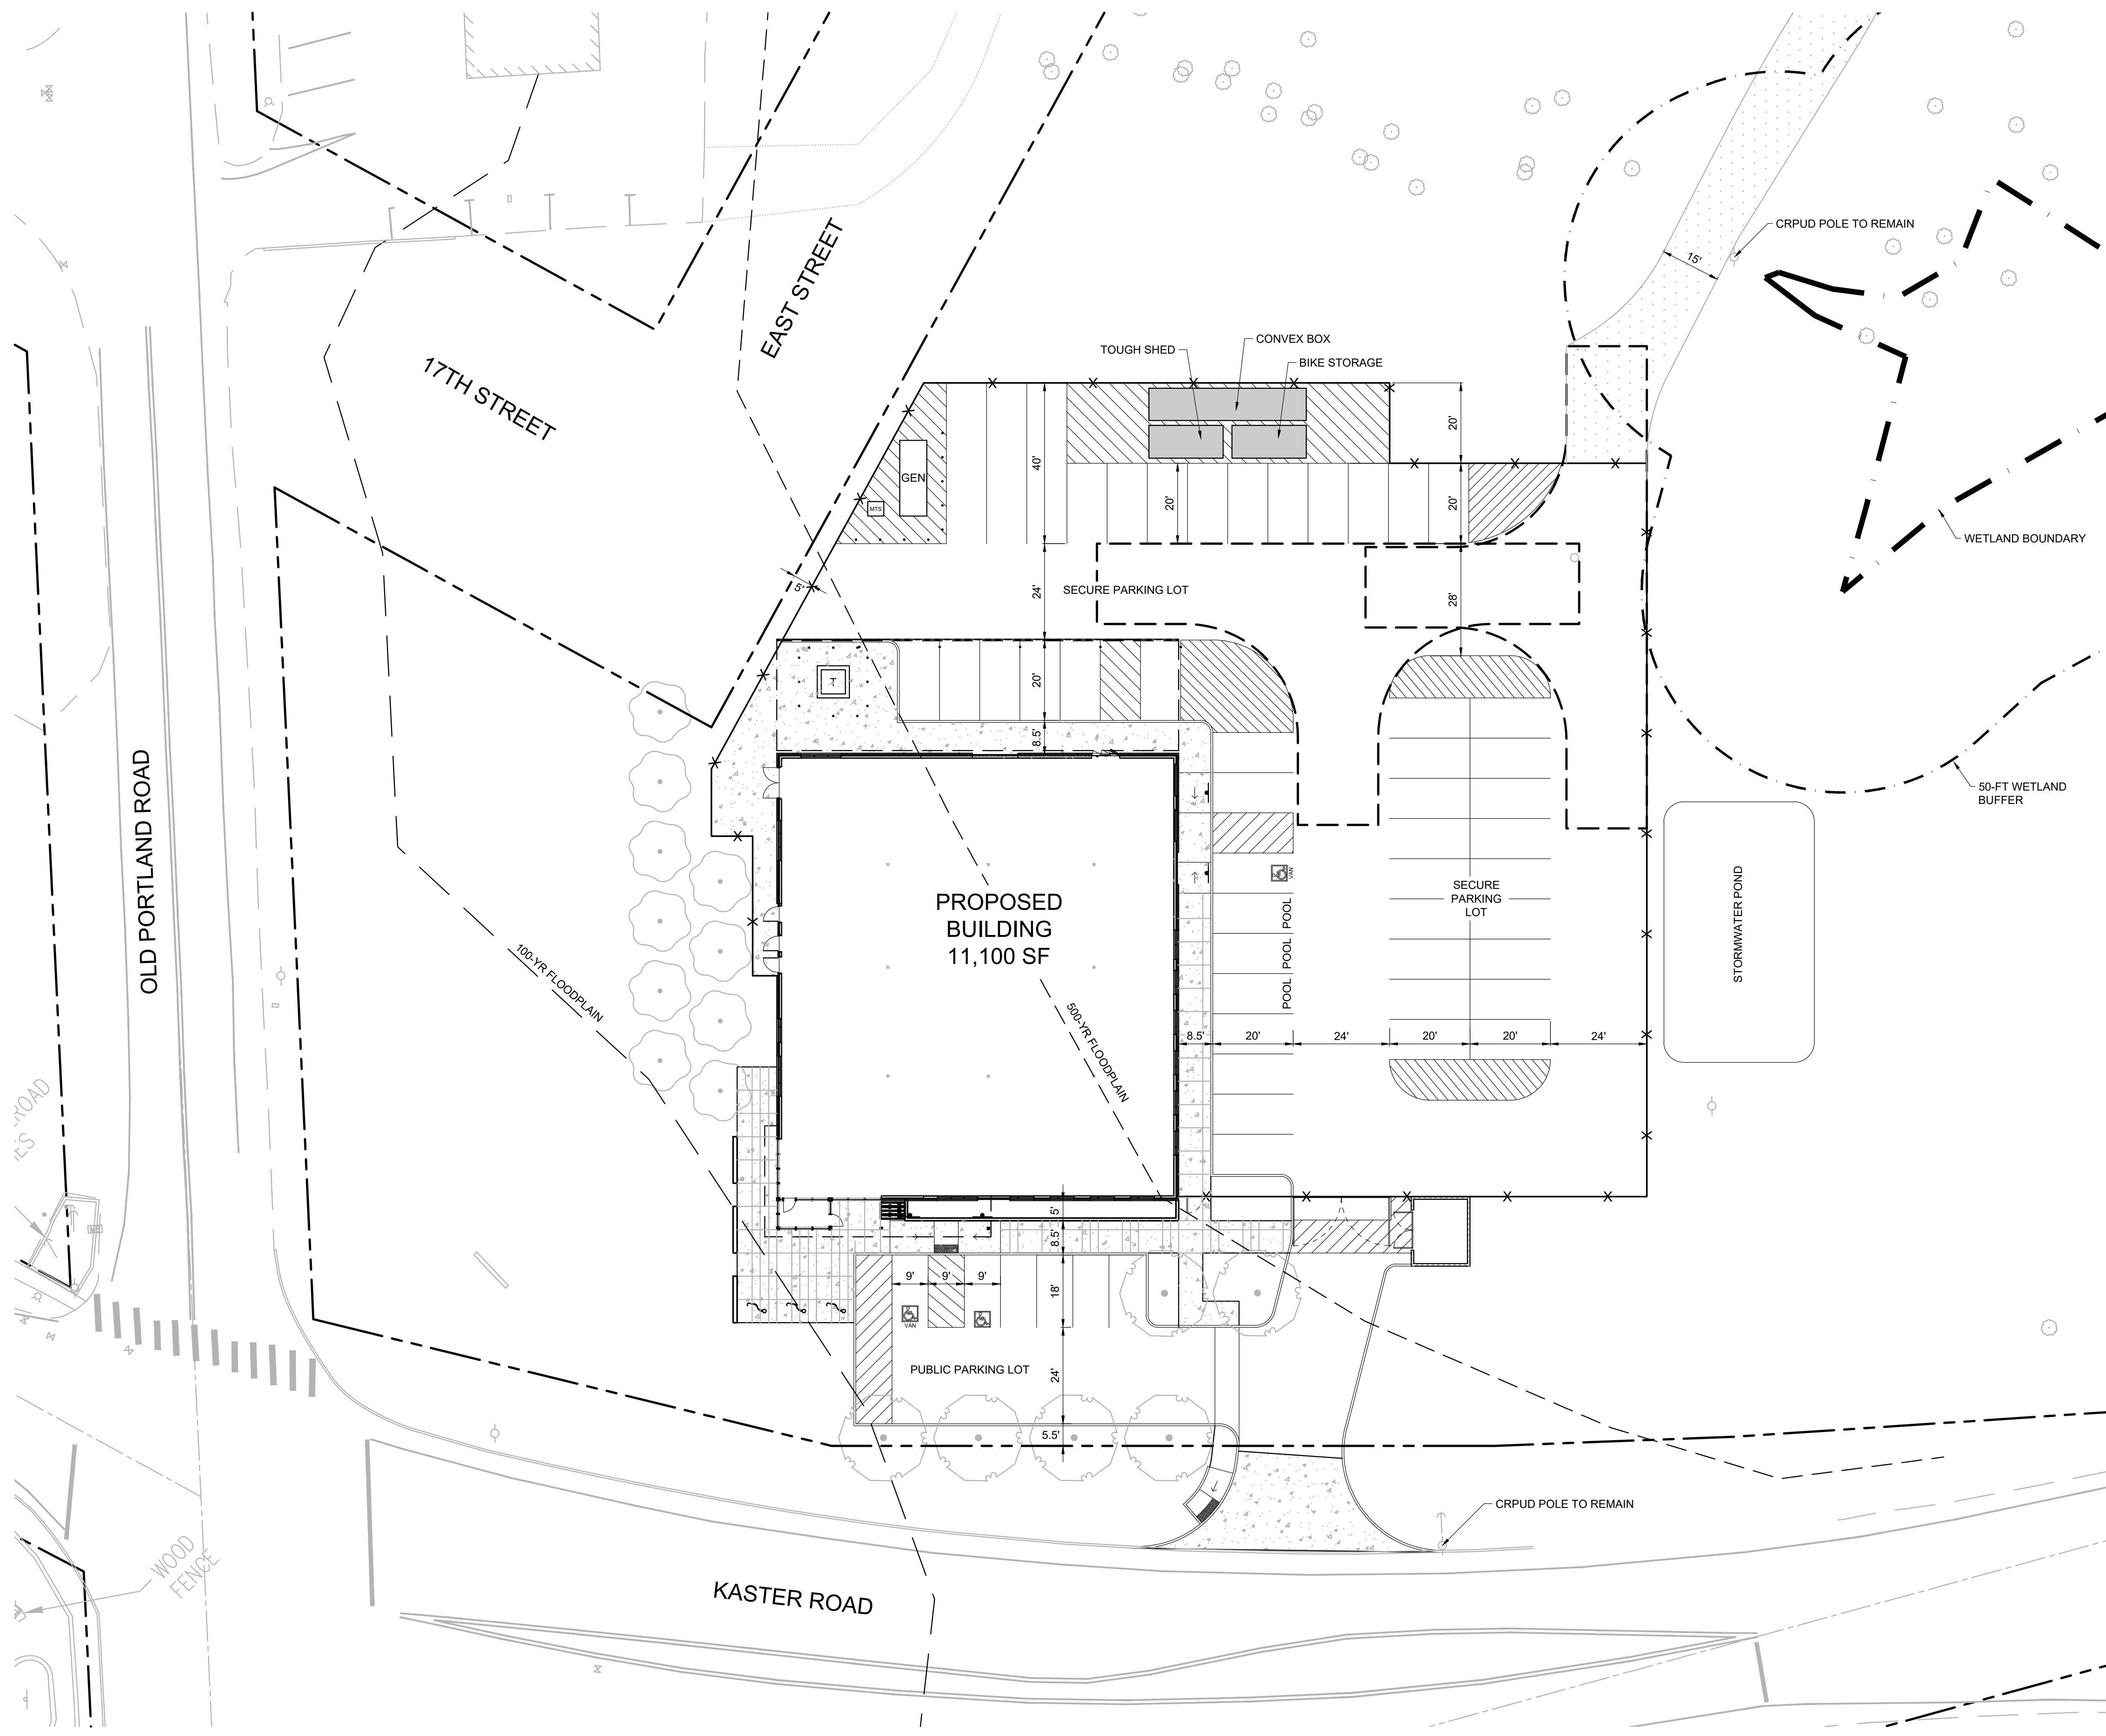 CRPUD POLE TO REMAIN
15'
EAST STREET
17TH STREET
CONVEX BOX
TOUGH SHED
BIKE STORAGE
20'
40'
GEN
MTS
20'
20'
WETLAND BOUNDARY
5'
24'
SECURE PARKING LOT
28'
T
20'
8.5'
50-FT WETLAND
BUFFER
OLD PORTLAND ROAD
VAN
SECURE
PARKING
LOT
STORMWATER POND
PROPOSED
BUILDING
11,100 SF
POOL
POOL
POOL
100-YR FLOODPLAIN
500-YR FLOODPLAIN
8.5'
20'
24'
20'
20'
24'
5'
8.5'
9'
9'
9'
18'
VAN
PUBLIC PARKING LOT
24'
5.5'
CRPUD POLE TO REMAIN
WOOD
FENCE
KASTER ROAD